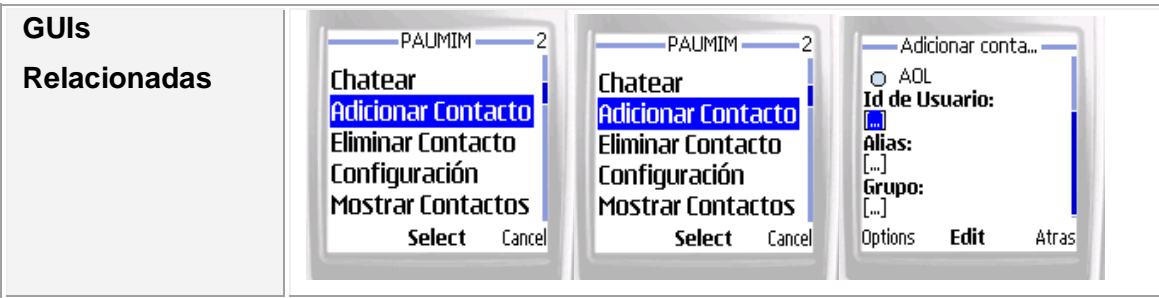 GUIs
Relacionadas
PAUMIM 2
Chatear
Adicionar Contacto
Eliminar Contacto
Configuración
Mostrar Contactos
Select Cancel
PAUMIM 2
Chatear
Adicionar Contacto
Eliminar Contacto
Configuración
Mostrar Contactos
Select Cancel
Adicionar conta...
AOL
Id de Usuario:
[...]
Alias:
[...]
Grupo:
[...]
Options Edit Atras